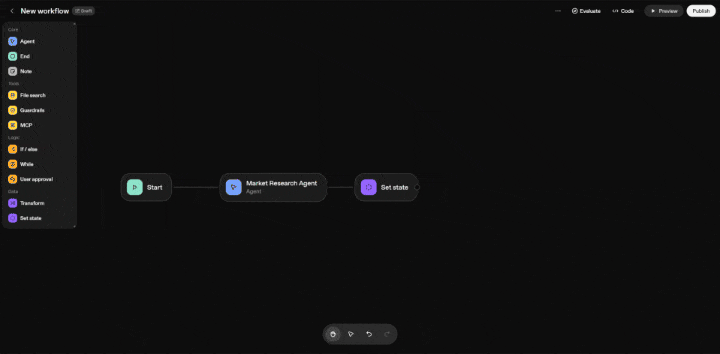 New workflow
Draft
Evaluate
Code
Preview
Publish
Core
Agent
End
Note
Tools
File search
Guardrails
MCP
Logic
If / else
While
User approval
Data
Transform
Set state
Start
Market Research Agent
Agent
Set state